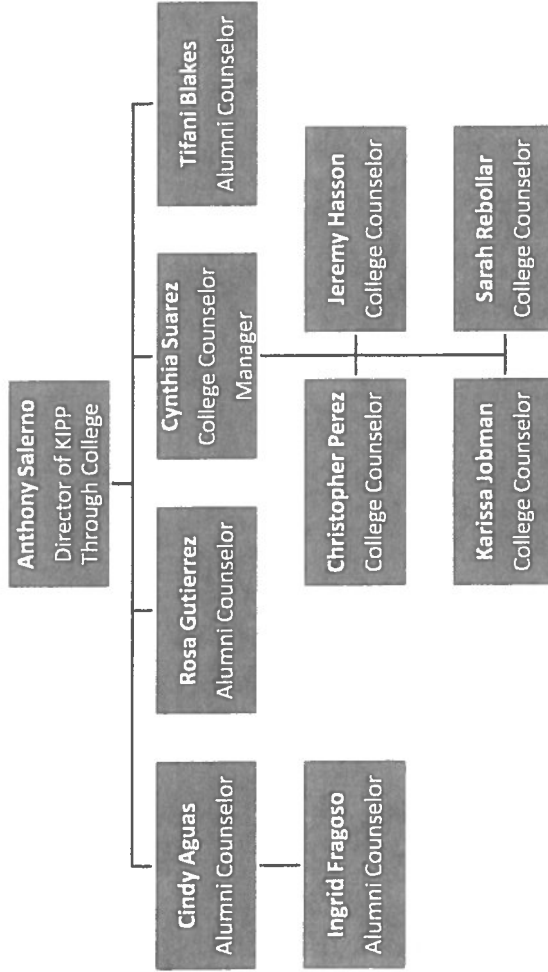 Anthony Salerno
Director of KIPP
Through College
Cindy Aguas
Alumni Counselor
Rosa Gutierrez
Alumni Counselor
Cynthia Suarez
College Counselor
Manager
Tifani Blakes
Alumni Counselor
Ingrid Fragoso
Alumni Counselor
Christopher Perez
College Counselor
Jeremy Hasson
College Counselor
Karissa Jobman
College Counselor
Sarah Rebollar
College Counselor